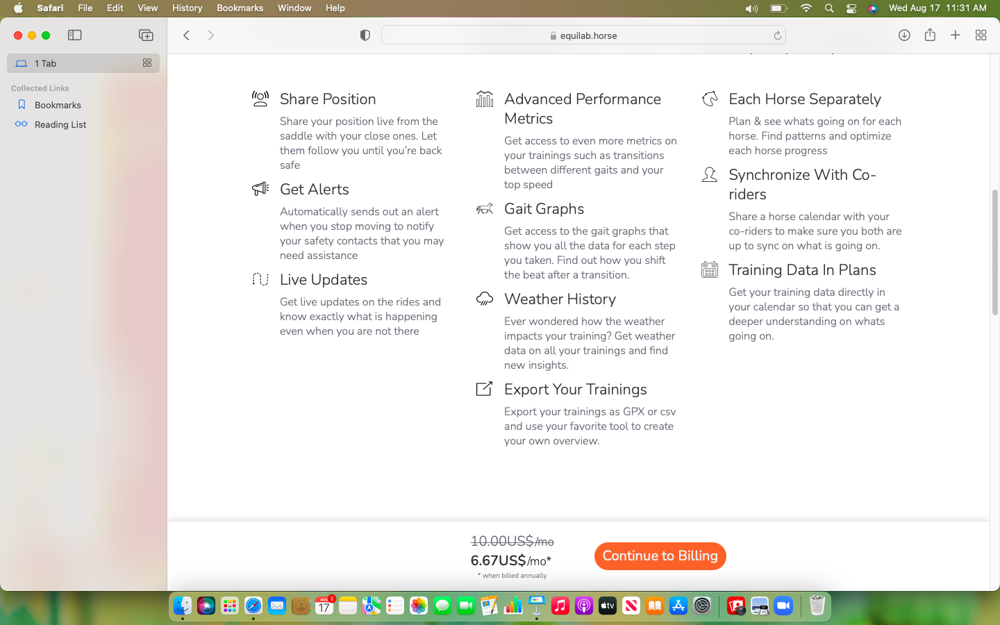 Safari File Edit View History Bookmarks Window Help
Wed Aug 17 11:31 AM
equilab.horse
1 Tab
Collected Links
Bookmarks
Reading List
Share Position
Share your position live from the
saddle with your close ones. Let
them follow you until you're back
safe
Get Alerts
Automatically sends out an alert
when you stop moving to notify
your safety contacts that you may
need assistance
Live Updates
Get live updates on the rides and
know exactly what is happening
even when you are not there
Advanced Performance
Metrics
Get access to even more metrics on
your trainings such as transitions
between different gaits and your
top speed
Gait Graphs
Get access to the gait graphs that
show you all the data for each step
you taken. Find out how you shift
the beat after a transition.
Weather History
Ever wondered how the weather
impacts your training? Get weather
data on all your trainings and find
new insights.
Export Your Trainings
Export your trainings as GPX or csv
and use your favorite tool to create
your own overview.
Each Horse Separately
Plan & see whats going on for each
horse. Find patterns and optimize
each horse progress
Synchronize With Co-
riders
Share a horse calendar with your
co-riders to make sure you both are
up to sync on what is going on.
Training Data In Plans
Get your training data directly in
your calendar so that you can get a
deeper understanding on whats
going on.
10.00US$/mo
6.67US$/mo*
* when billed annually
Continue to Billing
AUG 2
17
tv